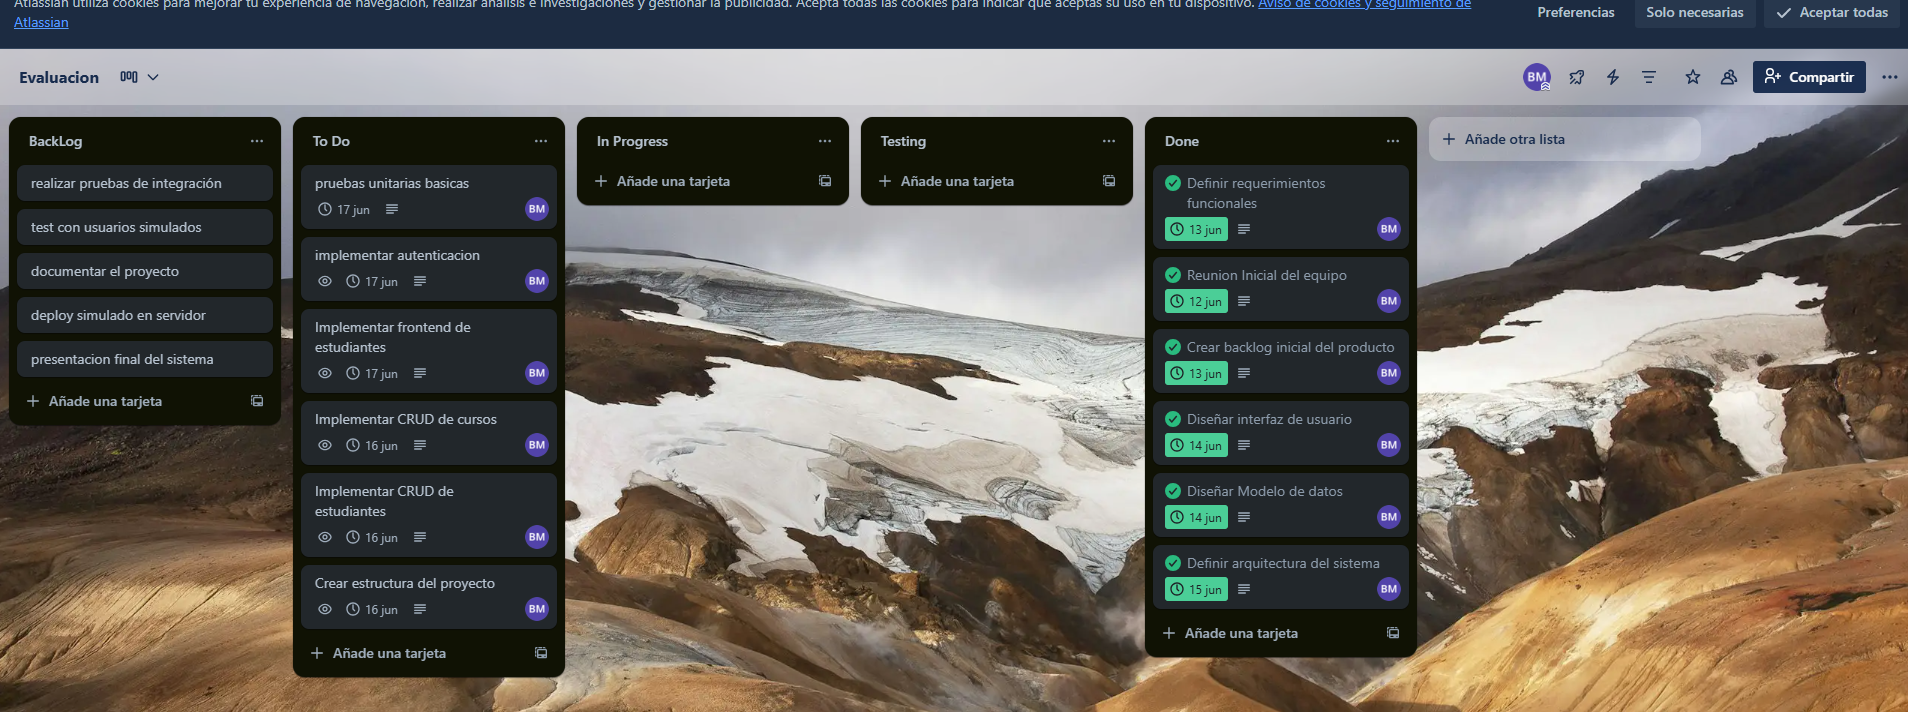 Atlassian utiliza cookies para mejorar tu experiencia de navegación, realizar análisis e investigaciones y gestionar la publicidad. Acepta todas las cookies para indicar que aceptas su uso en tu dispositivo. Aviso de cookies y seguimiento de
Atlassian
Preferencias
Solo necesarias
Aceptar todas
Evaluacion
BM
Compartir
BackLog
realizar pruebas de integración
test con usuarios simulados
documentar el proyecto
deploy simulado en servidor
presentacion final del sistema
Añade una tarjeta
To Do
pruebas unitarias basicas
17 jun
BM
implementar autenticacion
17 jun
BM
Implementar frontend de
estudiantes
17 jun
BM
Implementar CRUD de cursos
16 jun
BM
Implementar CRUD de
estudiantes
16 jun
BM
Crear estructura del proyecto
16 jun
BM
Añade una tarjeta
In Progress
Añade una tarjeta
Testing
Añade una tarjeta
Done
Definir requerimientos
funcionales
13 jun
BM
Reunion Inicial del equipo
12 jun
BM
Crear backlog inicial del producto
13 jun
BM
Diseñar interfaz de usuario
14 jun
BM
Diseñar Modelo de datos
14 jun
BM
Definir arquitectura del sistema
15 jun
BM
Añade una tarjeta
Añade otra lista